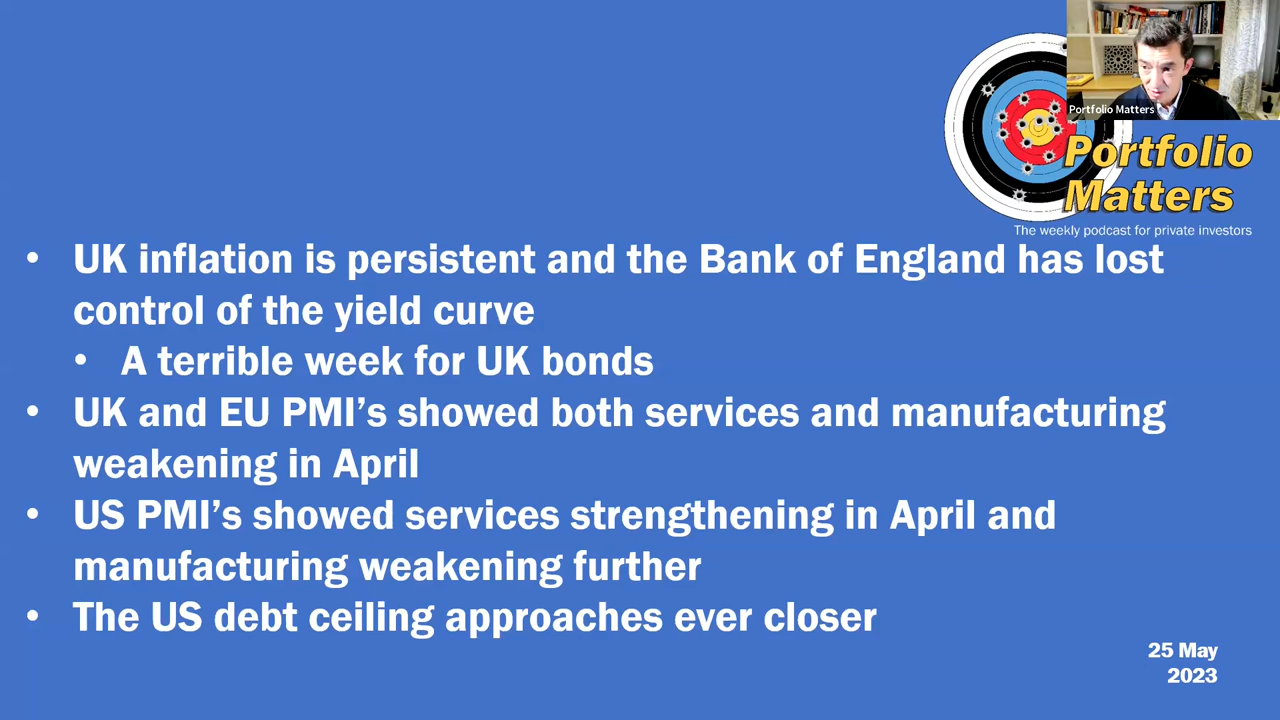 Portfolio Matters
Portfolio
Matters
The weekly podcast for private investors
• UK inflation is persistent and the Bank of England has lost
control of the yield curve
• A terrible week for UK bonds
• UK and EU PMI’s showed both services and manufacturing
weakening in April
• US PMI’s showed services strengthening in April and
manufacturing weakening further
• The US debt ceiling approaches ever closer
25 May
2023